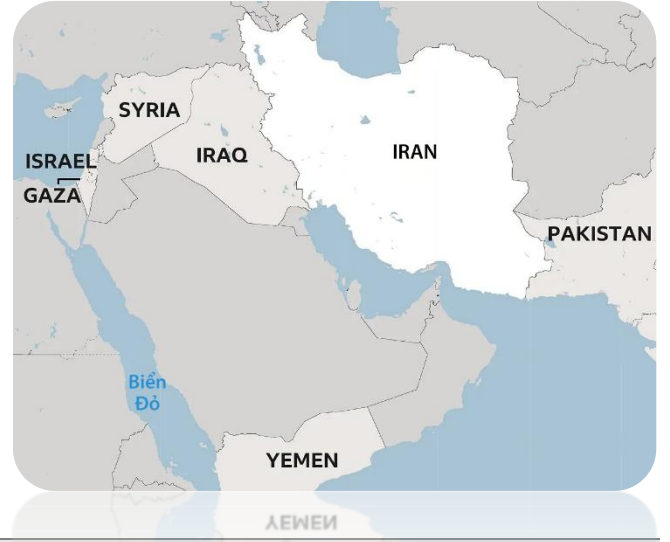 SYRIA
ISRAEL
IRAQ
IRAN
GAZA
PAKISTAN
Biển
Đỏ
YEMEN
YEMEN